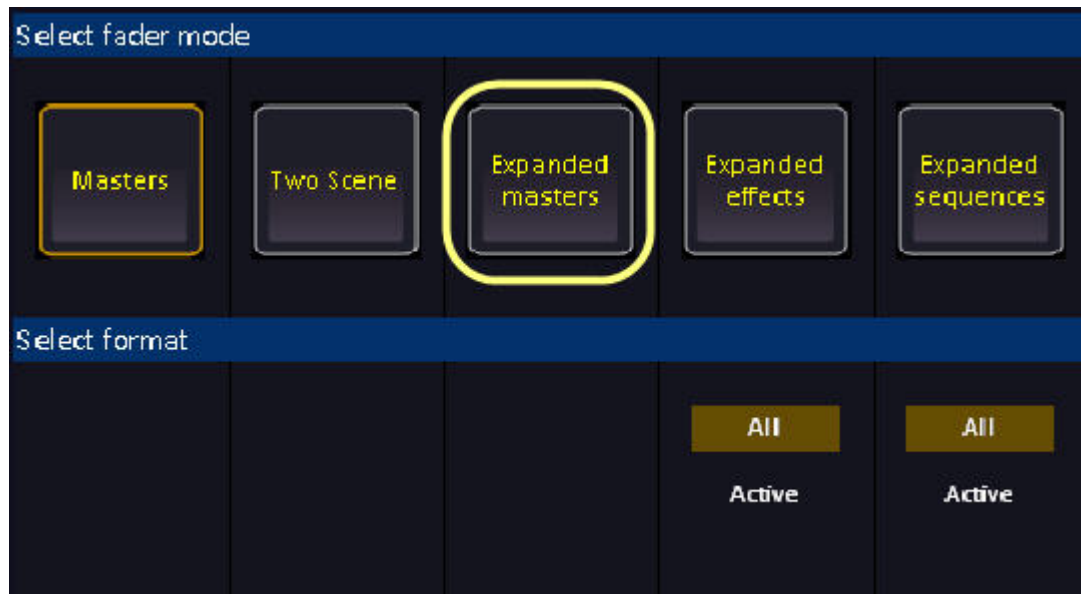 Select fader mode
Masters
Two Scene
Expanded
masters
Expanded
effects
Expanded
sequences
Select format
All
All
Active
Active